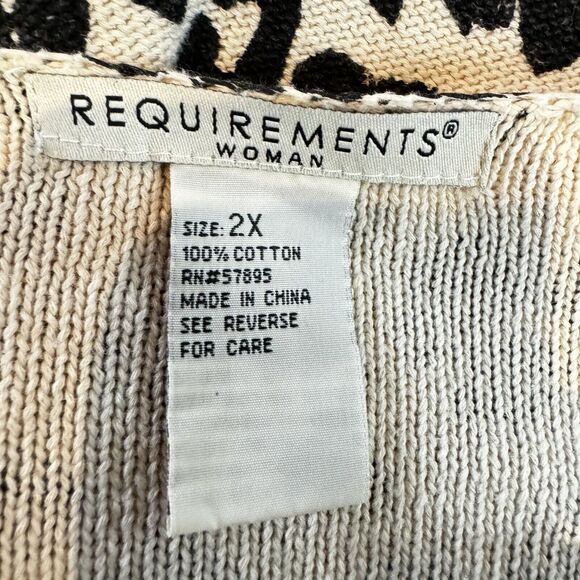 REQUIREMENTS®
WOMAN
SIZE: 2X
100% COTTON
RN#57895
MADE IN CHINA
SEE REVERSE
FOR CARE